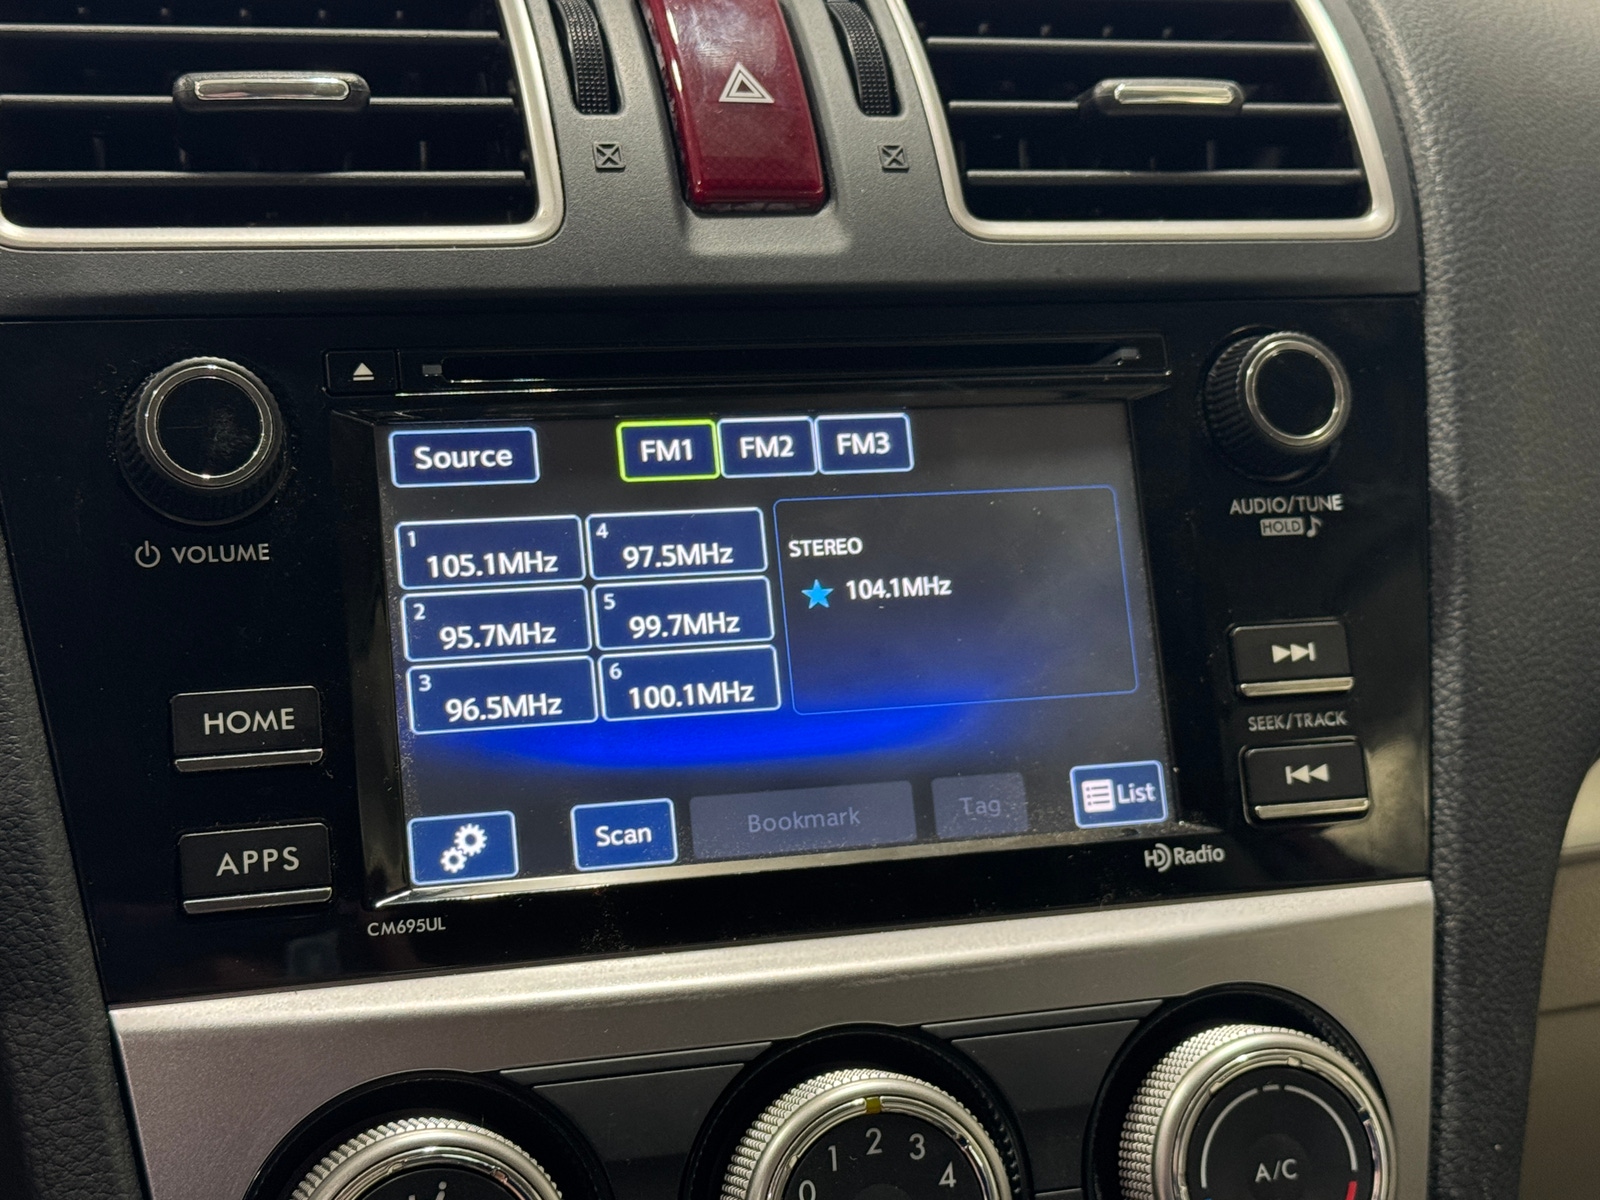 Source FM1 FM2 FM3
1 105.1MHz
4 97.5MHz
2 95.7MHz
5 99.7MHz
3 96.5MHz
6 100.1MHz
STEREO
104.1MHz
Scan Bookmark Tag List
VOLUME
HOME
APPS
CM695UL
AUDIO/TUNE
HOLD
SEEK/TRACK
HD Radio
0 1 2 3 4
A/C